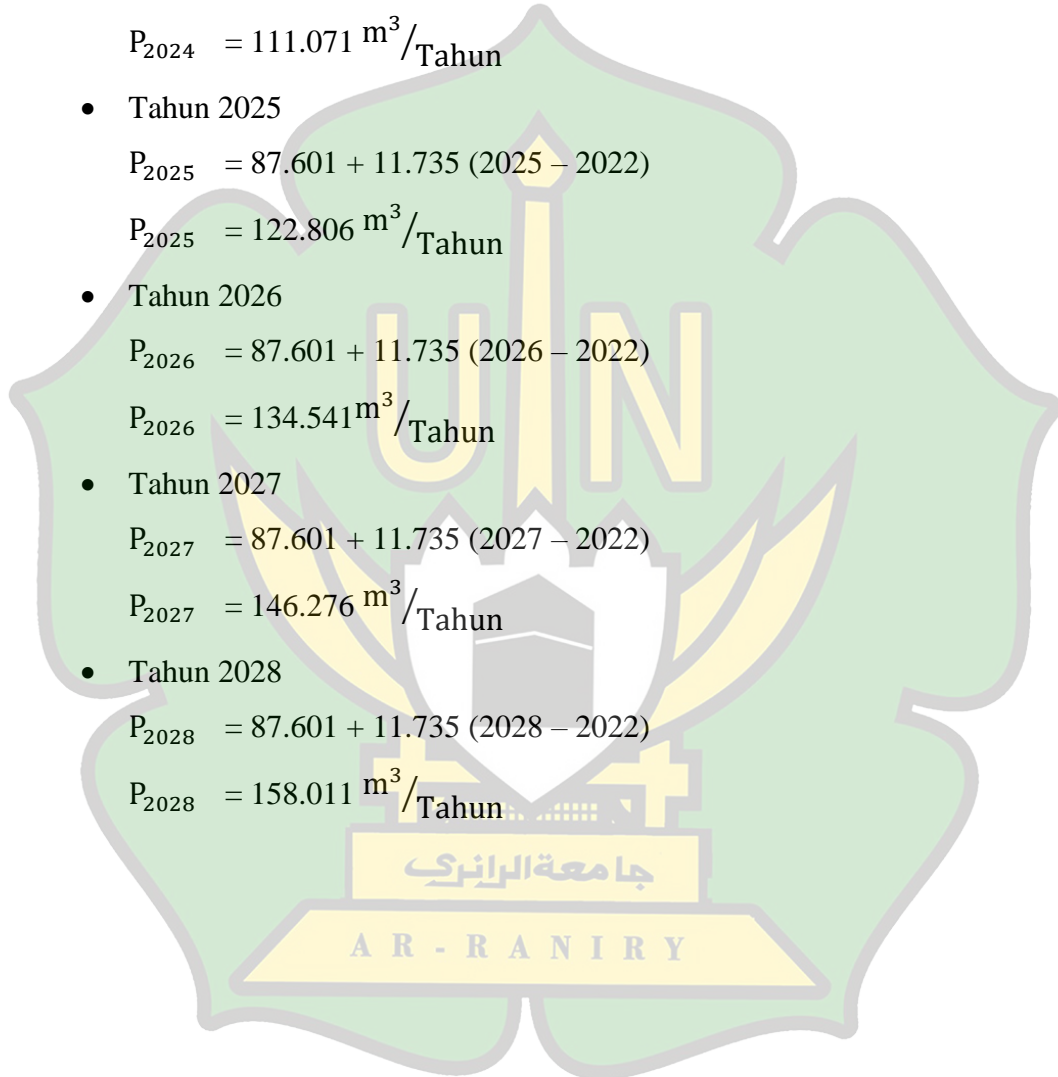 P₂₀₂₄ = 111.071 m³/Tahun
• Tahun 2025
P₂₀₂₅ = 87.601 + 11.735 (2025 – 2022)
P₂₀₂₅ = 122.806 m³/Tahun
• Tahun 2026
P₂₀₂₆ = 87.601 + 11.735 (2026 – 2022)
P₂₀₂₆ = 134.541m³/Tahun
• Tahun 2027
P₂₀₂₇ = 87.601 + 11.735 (2027 – 2022)
P₂₀₂₇ = 146.276 m³/Tahun
• Tahun 2028
P₂₀₂₈ = 87.601 + 11.735 (2028 – 2022)
P₂₀₂₈ = 158.011 m³/Tahun
UIN
جامعةالرانري
AR-RANIRY